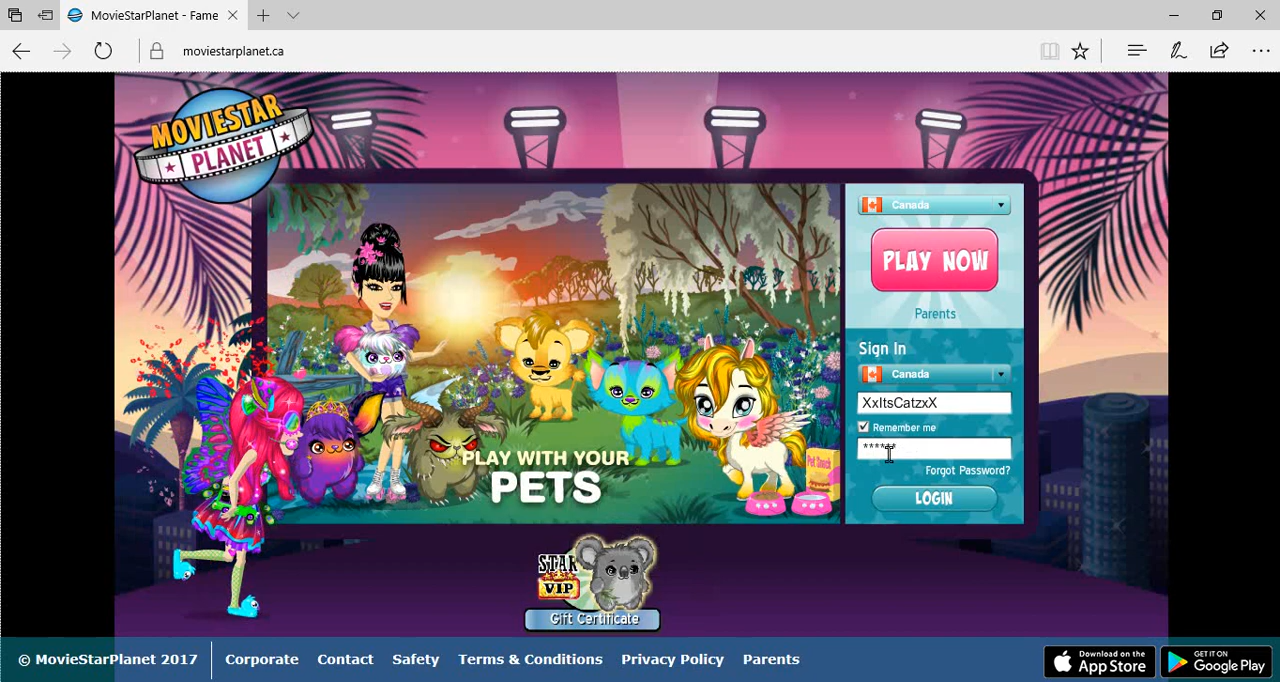 MovieStarPlanet - Fame
moviestarplanet.ca
MOVIESTAR
PLANET
Canada
PLAY NOW
Parents
Sign In
Canada
XxItsCatzxX
Remember me
******
Forgot Password?
LOGIN
PLAY WITH YOUR
PETS
Pet Snack
STAR
VIP
Gift Certificate
© MovieStarPlanet 2017
Corporate
Contact
Safety
Terms & Conditions
Privacy Policy
Parents
Download on the
App Store
GET IT ON
Google Play